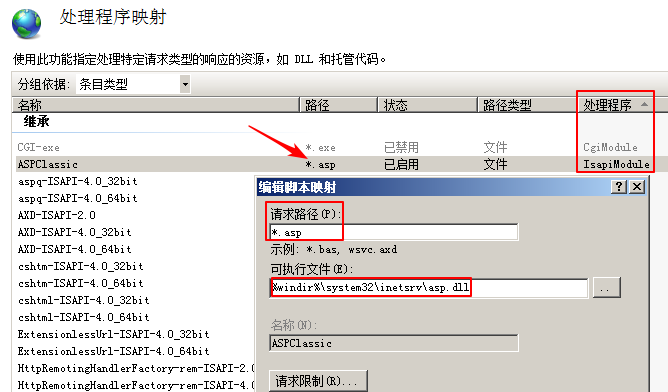 处理程序映射
使用此功能指定处理特定请求类型的响应的资源，如 DLL 和托管代码。
分组依据: 条目类型
名称 路径 状态 路径类型 处理程序
继承
CGI-exe *.exe 已禁用 文件 CgiModule
ASPClassic *.asp 已启用 文件 IsapiModule
aspq-ISAPI-4.0_32bit
aspq-ISAPI-4.0_64bit
AXD-ISAPI-2.0
AXD-ISAPI-4.0_32bit
AXD-ISAPI-4.0_64bit
cshtm-ISAPI-4.0_32bit
cshtm-ISAPI-4.0_64bit
cshtml-ISAPI-4.0_32bit
cshtml-ISAPI-4.0_64bit
ExtensionlessUrl-ISAPI-4.0_32bit
ExtensionlessUrl-ISAPI-4.0_64bit
HttpRemotingHandlerFactory-rem-ISAPI-2.0
HttpRemotingHandlerFactory-rem-ISAPI-4.0
编辑脚本映射
请求路径(P):
*.asp
示例: *.bas, wsvc.axd
可执行文件(E):
%windir%\system32\inetsrv\asp.dll
..
名称(N):
ASPClassic
请求限制(R)...